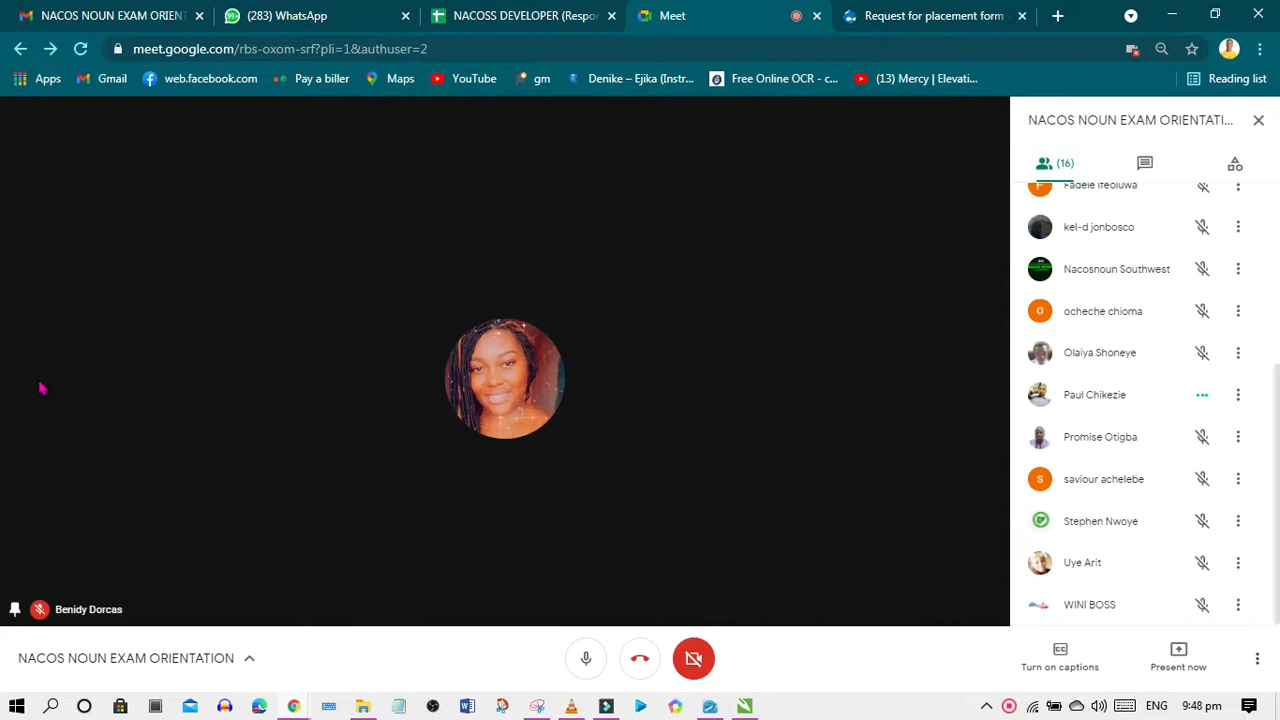 NACOSS NOUN EXAM ORIENT
(283) WhatsApp
NACOSS DEVELOPER (Respor
Meet
Request for placement form
meet.google.com/rbs-oxom-srf?pli=1&authuser=2
Apps
Gmail
web.facebook.com
Pay a biller
Maps
YouTube
gm
Denike – Ejika (Instr...
Free Online OCR - c...
(13) Mercy | Elevati...
Reading list
NACOS NOUN EXAM ORIENTATI...
(16)
Fadele Ifeoluwa
kel-d jonbosco
Nacosnoun Southwest
ocheche chioma
Olaiya Shoneye
Paul Chikezie
Promise Otigba
saviour achelebe
Stephen Nwoye
Uye Arit
WINI BOSS
Benidy Dorcas
NACOS NOUN EXAM ORIENTATION
Turn on captions
Present now
ENG
9:48 pm